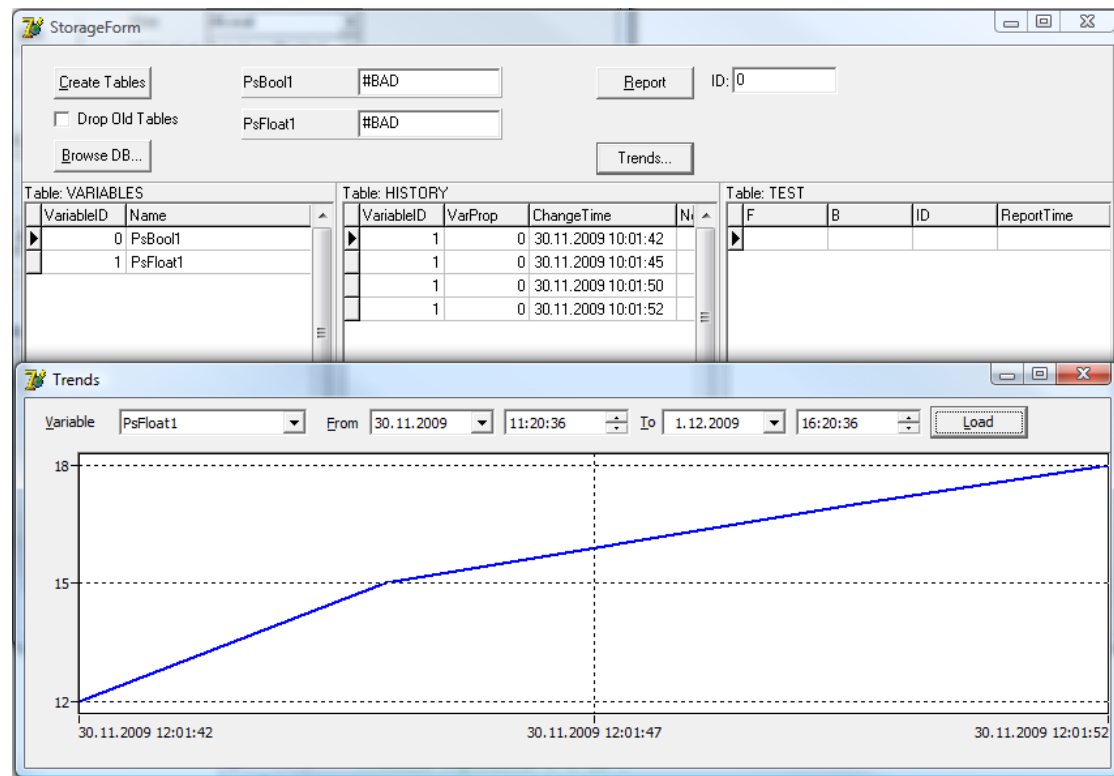 StorageForm
Create Tables PsBool1 #BAD Report ID: 0
Drop Old Tables PsFloat1 #BAD
Browse DB... Trends...
Table: VARIABLES Table: HISTORY Table: TEST
VariableID Name VariableID VarProp ChangeTime F B ID ReportTime
0 PsBool1 1 0 30.11.2009 10:01:42
1 PsFloat1 1 0 30.11.2009 10:01:45
1 0 30.11.2009 10:01:50
1 0 30.11.2009 10:01:52
Trends
Variable PsFloat1 From 30.11.2009 11:20:36 To 1.12.2009 16:20:36 Load
18
15
12
30.11.2009 12:01:42 30.11.2009 12:01:47 30.11.2009 12:01:52